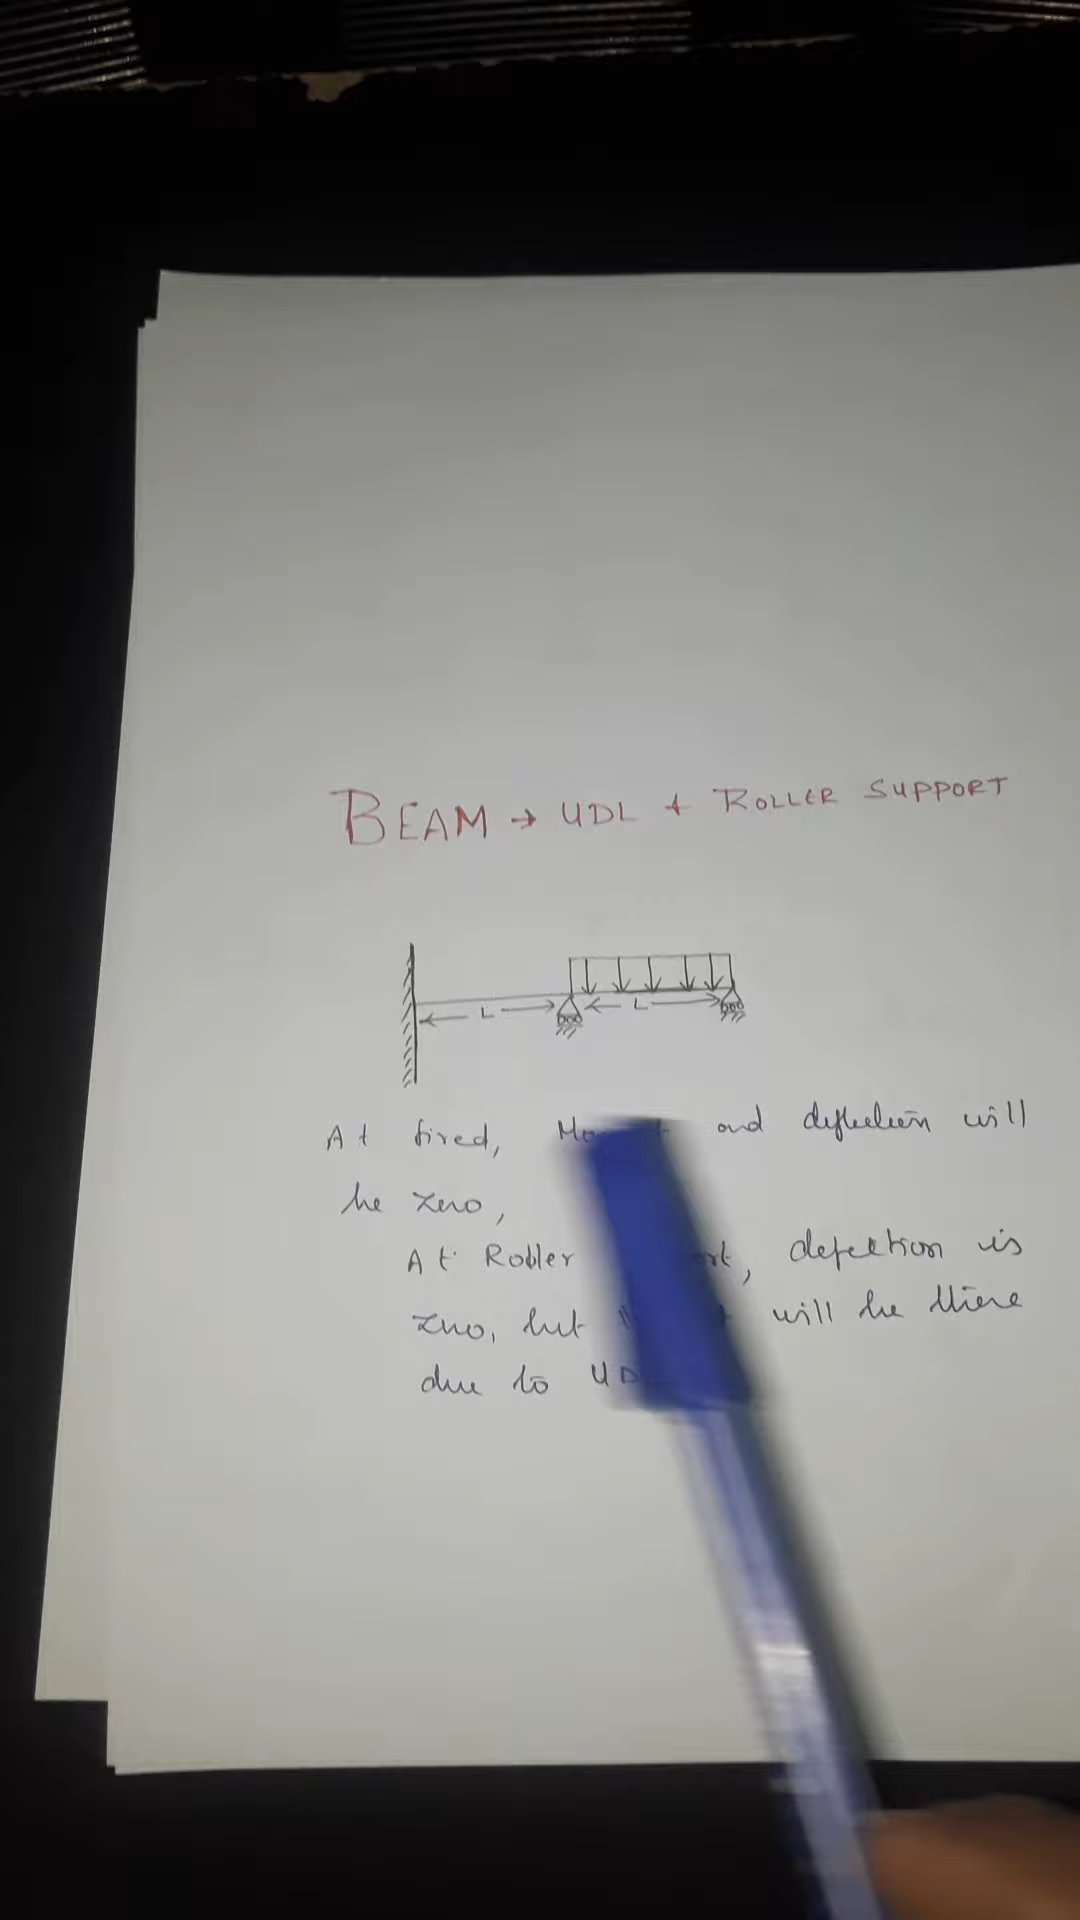 BEAM → UDL + ROLLER SUPPORT
L L
At fixed, and deflection will
be zero,
At Roller defection is
zero, but will be there
due to